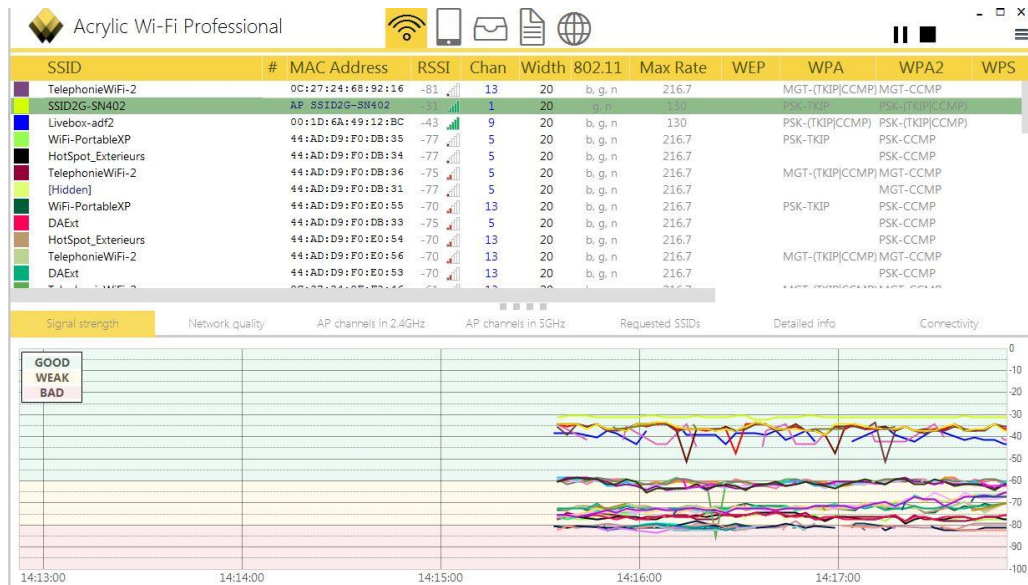 Acrylic Wi-Fi Professional
SSID # MAC Address RSSI Chan Width 802.11 Max Rate WEP WPA WPA2 WPS
TelephonieWiFi-2 0C:27:24:68:92:16 -81 13 20 b, g, n 216.7 MGT-(TKIP|CCMP) MGT-CCMP
SSID2G-SN402 AP SSID2G-SN402 -31 1 20 g, n 130 PSK-TKIP PSK-(TKIP|CCMP)
Livebox-adf2 00:1D:6A:49:12:BC -43 9 20 b, g, n 130 PSK-(TKIP|CCMP) PSK-(TKIP|CCMP)
WiFi-PortableXP 44:AD:D9:F0:DB:35 -77 5 20 b, g, n 216.7 PSK-TKIP PSK-CCMP
HotSpot_Exterieurs 44:AD:D9:F0:DB:34 -77 5 20 b, g, n 216.7 PSK-CCMP
TelephonieWiFi-2 44:AD:D9:F0:DB:36 -75 5 20 b, g, n 216.7 MGT-(TKIP|CCMP) MGT-CCMP
[Hidden] 44:AD:D9:F0:DB:31 -77 5 20 b, g, n 216.7 MGT-CCMP
WiFi-PortableXP 44:AD:D9:F0:E0:55 -70 13 20 b, g, n 216.7 PSK-TKIP PSK-CCMP
DAExt 44:AD:D9:F0:DB:33 -75 5 20 b, g, n 216.7 PSK-CCMP
HotSpot_Exterieurs 44:AD:D9:F0:E0:54 -70 13 20 b, g, n 216.7 PSK-CCMP
TelephonieWiFi-2 44:AD:D9:F0:E0:56 -70 13 20 b, g, n 216.7 MGT-(TKIP|CCMP) MGT-CCMP
DAExt 44:AD:D9:F0:E0:53 -70 13 20 b, g, n 216.7 PSK-CCMP
Signal strength Network quality AP channels in 2.4GHz AP channels in 5GHz Requested SSIDs Detailed info Connectivity
GOOD
WEAK
BAD
0
-10
-20
-30
-40
-50
-60
-70
-80
-90
-100
14:13:00 14:14:00 14:15:00 14:16:00 14:17:00